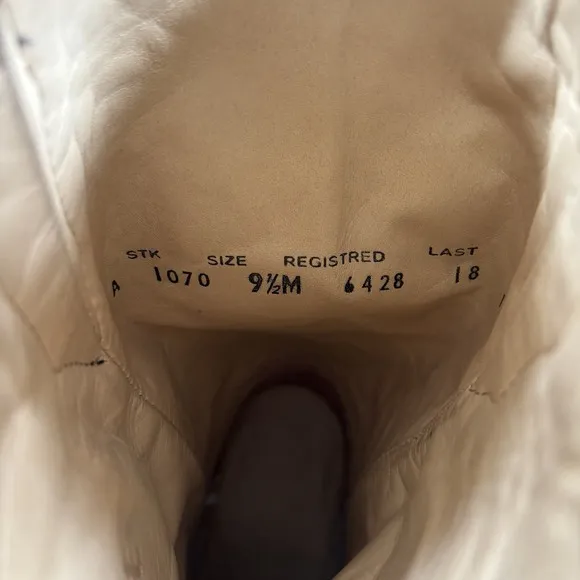 STK SIZE REGISTRED LAST
A 1070 9½M 6428 18